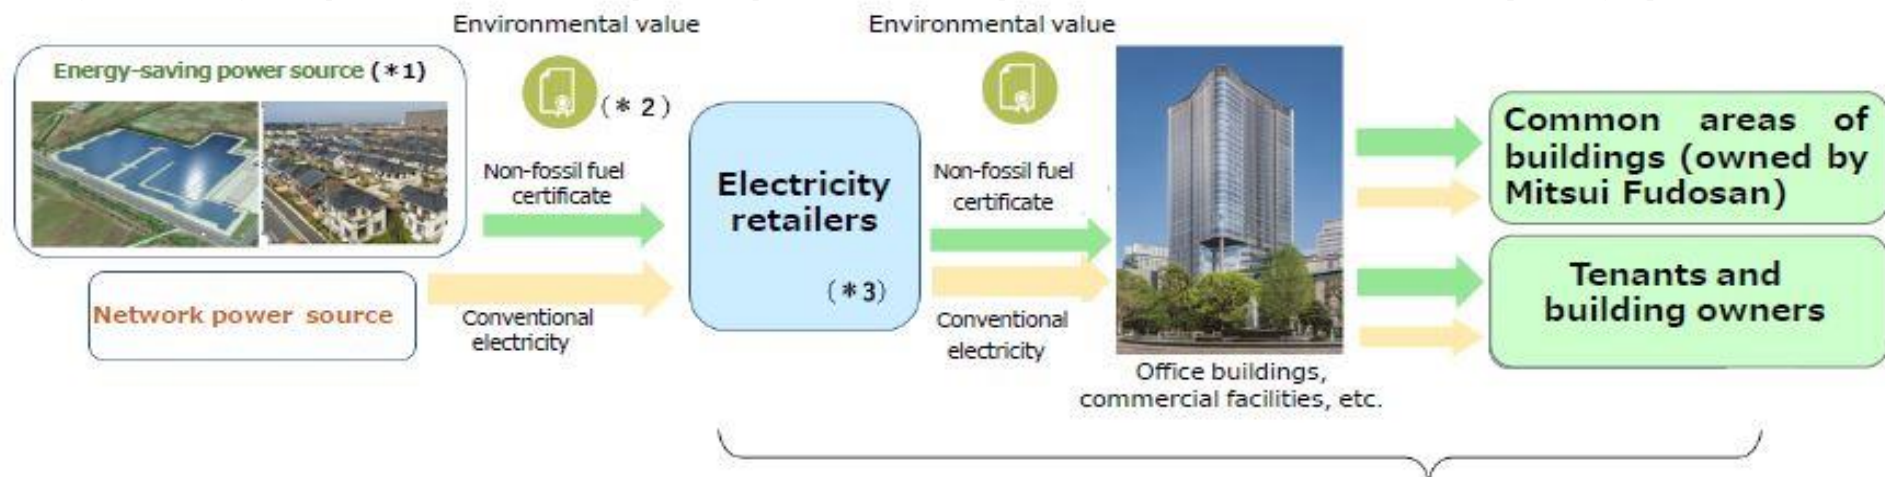 Environmental value
Environmental value
Energy-saving power source (*1)
(* 2)
Non-fossil fuel
certificate
Non-fossil fuel
certificate
Electricity
retailers
(*3)
Common areas of
buildings (owned by
Mitsui Fudosan)
Network power source
Conventional
electricity
Conventional
electricity
Tenants and
building owners
Office buildings,
commercial facilities, etc.